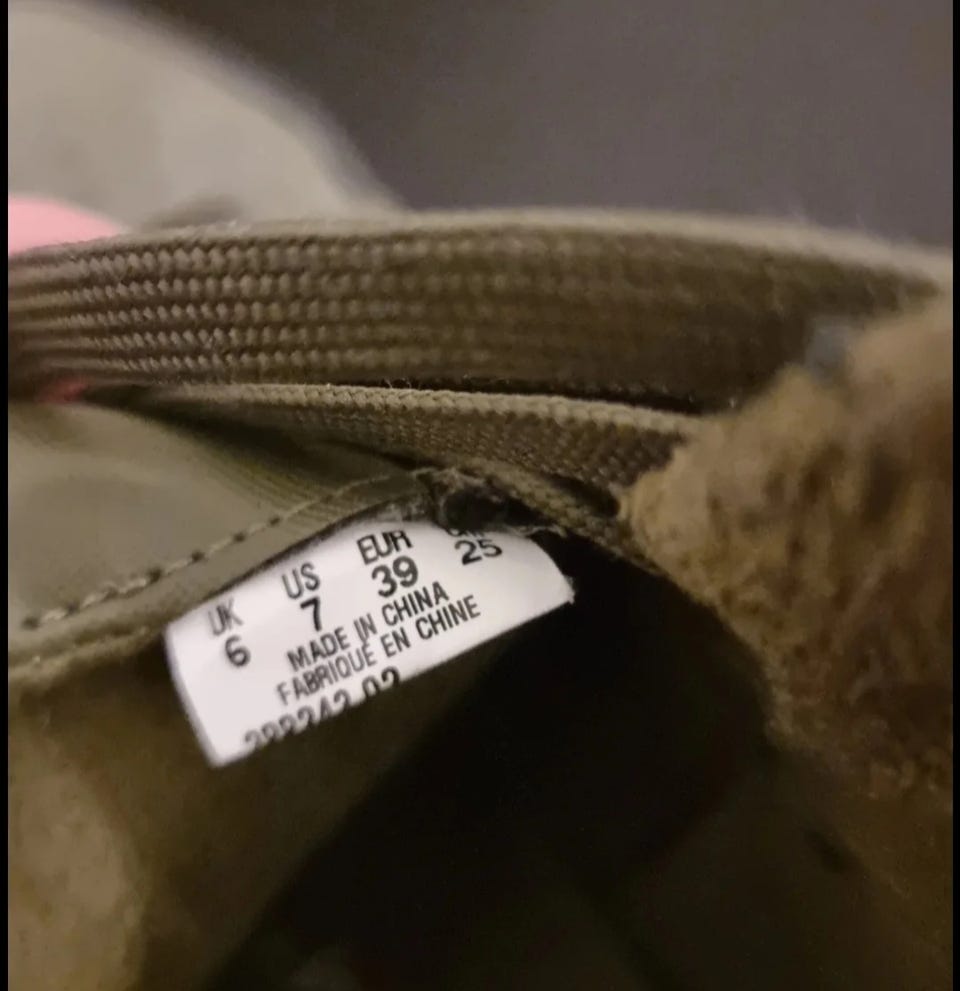 UK US EUR
6 7 39 25
MADE IN CHINA
FABRIQUÉ EN CHINE